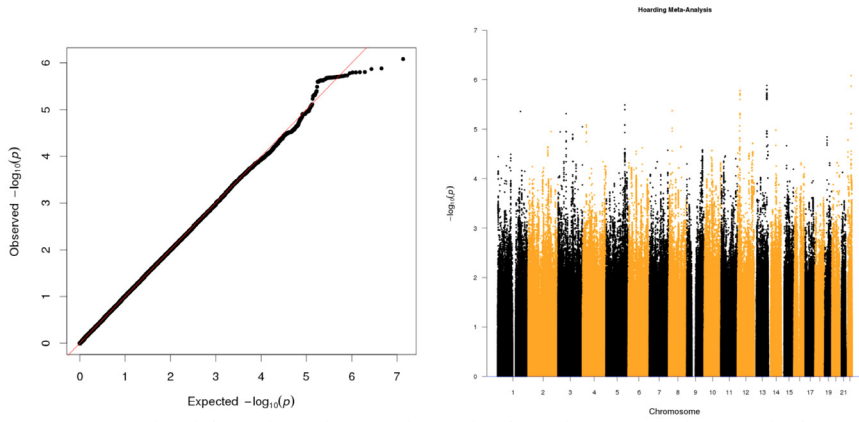 Observed −log10(p)
6
5
4
3
2
1
0
0 1 2 3 4 5 6 7
Expected −log10(p)
Hoarding Meta-Analysis
−log10(p)
7
6
5
4
3
2
1
0
1 2 3 4 5 6 7 8 9 10 11 12 13 14 15 17 19 21
Chromosome